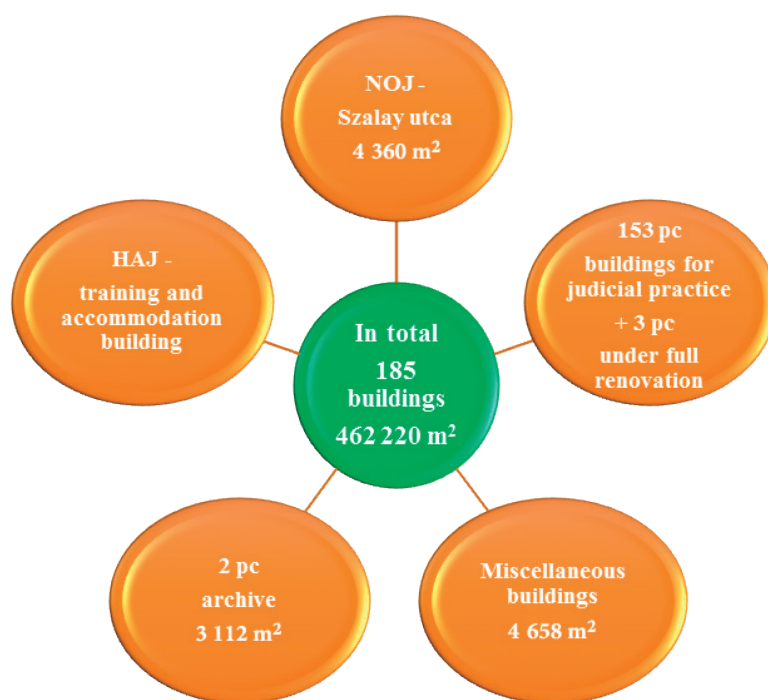 NOJ -
Szalay utca
4 360 m²
HAJ -
training and
accommodation
building
153 pc
buildings for
judicial practice
+ 3 pc
under full
renovation
In total
185
buildings
462 220 m²
2 pc
archive
3 112 m²
Miscellaneous
buildings
4 658 m²